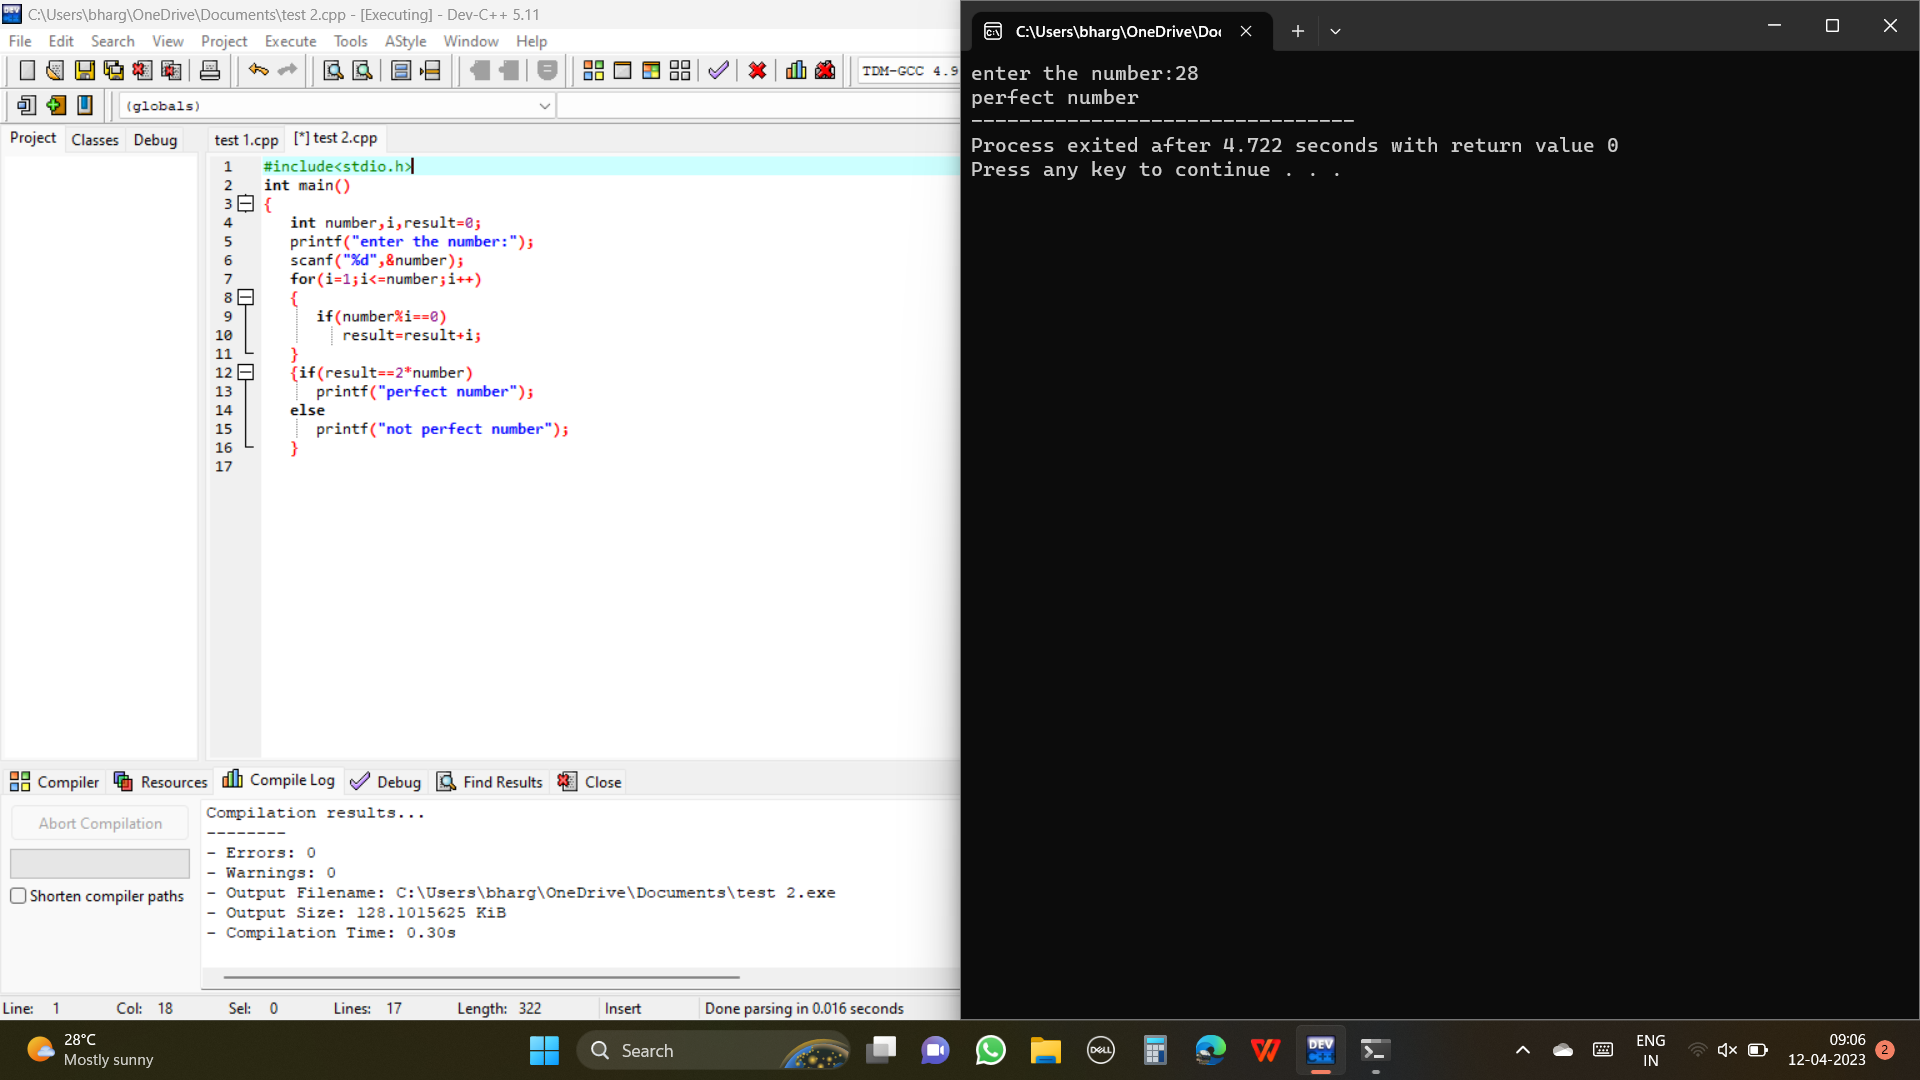 C:\Users\bharg\OneDrive\Documents\test 2.cpp - [Executing] - Dev-C++ 5.11
File Edit Search View Project Execute Tools AStyle Window Help
TDM-GCC 4.9
(globals)
Project Classes Debug
test 1.cpp [*] test 2.cpp
1 #include<stdio.h>
2 int main()
3 {
4 int number,i,result=0;
5 printf("enter the number:");
6 scanf("%d",&number);
7 for(i=1;i<=number;i++)
8 {
9 if(number%i==0)
10 result=result+i;
11 }
12 {if(result==2*number)
13 printf("perfect number");
14 else
15 printf("not perfect number");
16 }
17
Compiler Resources Compile Log Debug Find Results Close
Abort Compilation
Shorten compiler paths
Compilation results...
--------
- Errors: 0
- Warnings: 0
- Output Filename: C:\Users\bharg\OneDrive\Documents\test 2.exe
- Output Size: 128.1015625 KiB
- Compilation Time: 0.30s
Line: 1 Col: 18 Sel: 0 Lines: 17 Length: 322 Insert Done parsing in 0.016 seconds
C:\Users\bharg\OneDrive\Do
enter the number:28
perfect number
--------------------------------
Process exited after 4.722 seconds with return value 0
Press any key to continue . . .
28°C
Mostly sunny
Search
DELL
DEV
C++
ENG
IN
09:06
12-04-2023
2